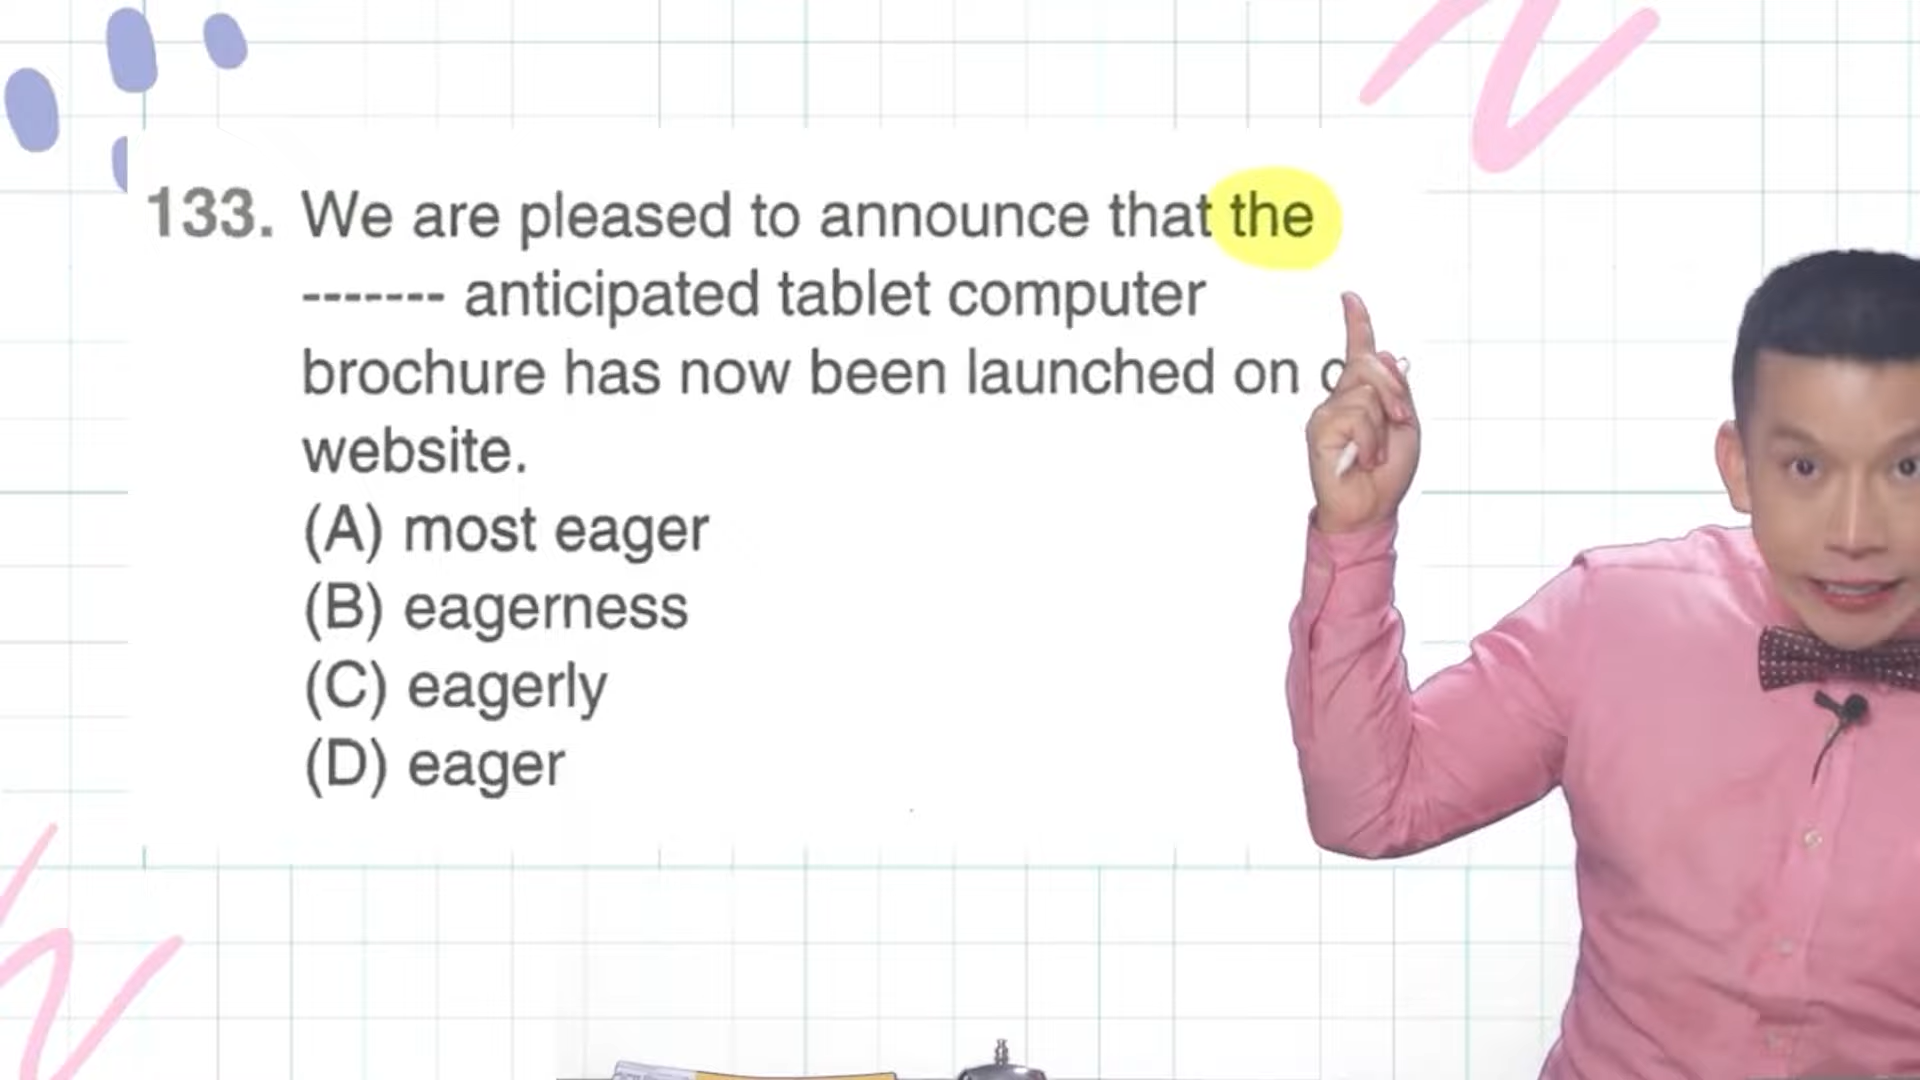 133. We are pleased to announce that the
------- anticipated tablet computer
brochure has now been launched on
website.
(A) most eager
(B) eagerness
(C) eagerly
(D) eager